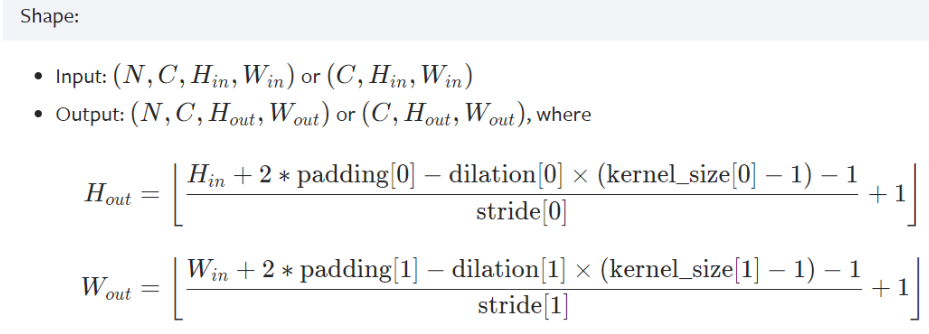 Shape:
• Input: (N, C, H_in, W_in) or (C, H_in, W_in)
• Output: (N, C, H_out, W_out) or (C, H_out, W_out), where
H_out = ⌊(H_in + 2 * padding[0] − dilation[0] × (kernel_size[0] − 1) − 1) / stride[0] + 1⌋
W_out = ⌊(W_in + 2 * padding[1] − dilation[1] × (kernel_size[1] − 1) − 1) / stride[1] + 1⌋